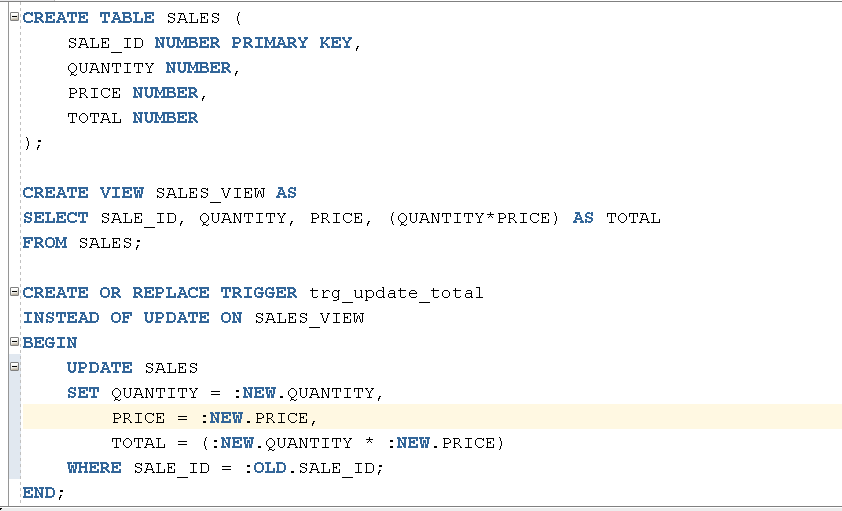 CREATE TABLE SALES (
    SALE_ID NUMBER PRIMARY KEY,
    QUANTITY NUMBER,
    PRICE NUMBER,
    TOTAL NUMBER
);

CREATE VIEW SALES_VIEW AS
SELECT SALE_ID, QUANTITY, PRICE, (QUANTITY*PRICE) AS TOTAL
FROM SALES;

CREATE OR REPLACE TRIGGER trg_update_total
INSTEAD OF UPDATE ON SALES_VIEW
BEGIN
    UPDATE SALES
    SET QUANTITY = :NEW.QUANTITY,
        PRICE = :NEW.PRICE,
        TOTAL = (:NEW.QUANTITY * :NEW.PRICE)
    WHERE SALE_ID = :OLD.SALE_ID;
END;